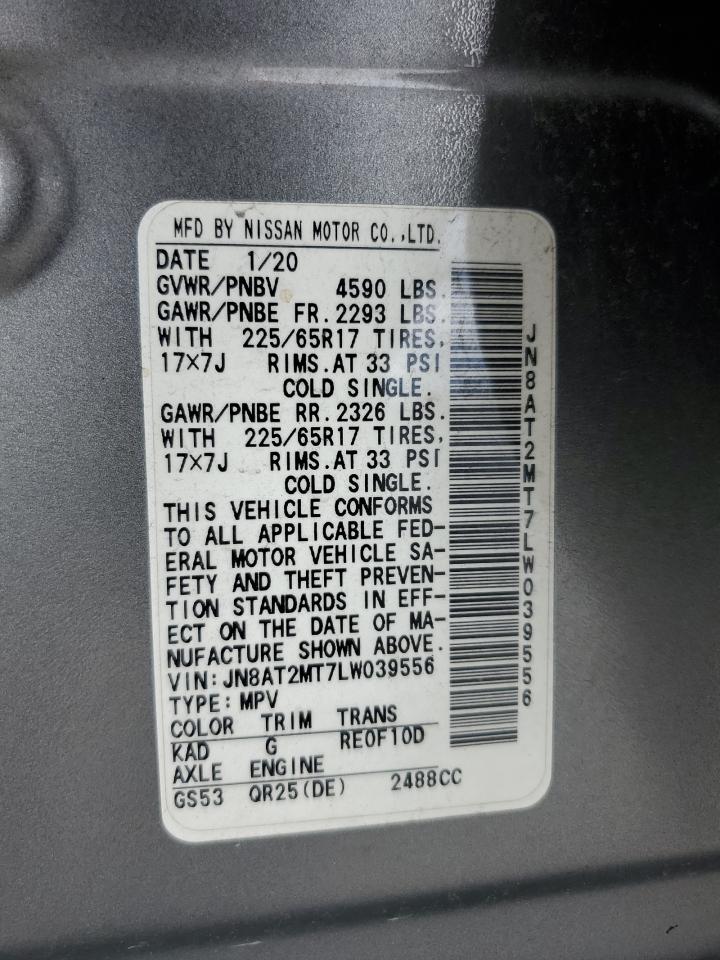 MFD BY NISSAN MOTOR CO.,LTD.
DATE 1/20
GVWR/PNBV 4590 LBS.
GAWR/PNBE FR. 2293 LBS.
WITH 225/65R17 TIRES,
17×7J RIMS. AT 33 PSI
COLD SINGLE.
GAWR/PNBE RR. 2326 LBS.
WITH 225/65R17 TIRES,
17×7J RIMS. AT 33 PSI
COLD SINGLE.
THIS VEHICLE CONFORMS
TO ALL APPLICABLE FED-
ERAL MOTOR VEHICLE SA-
FETY AND THEFT PREVEN-
TION STANDARDS IN EFF-
ECT ON THE DATE OF MA-
NUFACTURE SHOWN ABOVE.
VIN: JN8AT2MT7LW039556
TYPE: MPV
COLOR TRIM TRANS
KAD G RE0F10D
AXLE ENGINE
GS53 QR25(DE) 2488CC
JN8AT2MT7LW039556